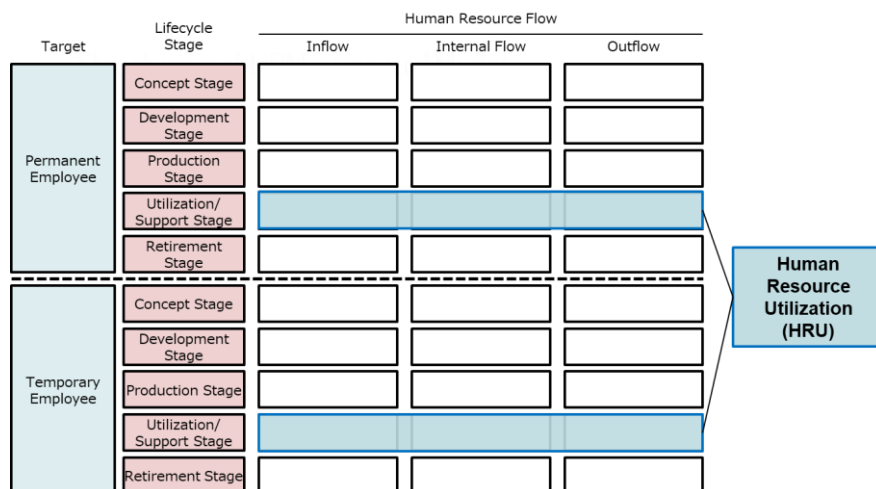 Human Resource Flow
Target
Lifecycle
Stage
Inflow
Internal Flow
Outflow
Permanent
Employee
Concept Stage
Development
Stage
Production
Stage
Utilization/
Support Stage
Retirement
Stage
Temporary
Employee
Concept Stage
Development
Stage
Production Stage
Utilization/
Support Stage
Retirement Stage
Human
Resource
Utilization
(HRU)